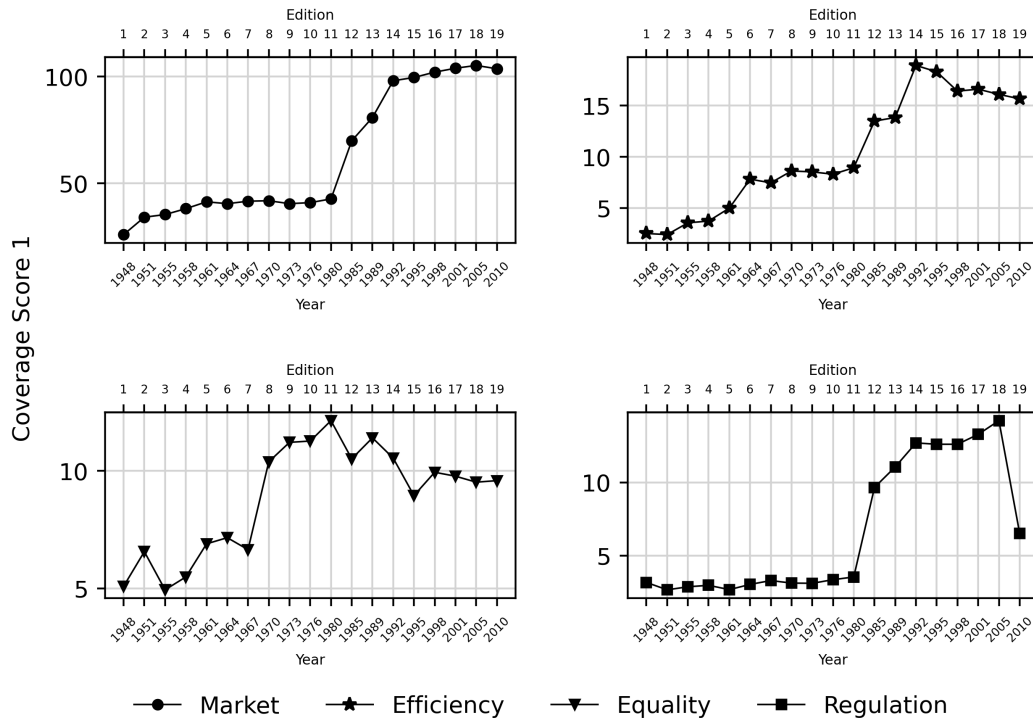 Edition
1 2 3 4 5 6 7 8 9 10 11 12 13 14 15 16 17 18 19
100
50
1948 1951 1955 1958 1961 1964 1967 1970 1973 1976 1980 1985 1989 1992 1995 1998 2001 2005 2010
Year
Edition
1 2 3 4 5 6 7 8 9 10 11 12 13 14 15 16 17 18 19
15
10
5
1948 1951 1955 1958 1961 1964 1967 1970 1973 1976 1980 1985 1989 1992 1995 1998 2001 2005 2010
Year
Coverage Score 1
Edition
1 2 3 4 5 6 7 8 9 10 11 12 13 14 15 16 17 18 19
10
5
1948 1951 1955 1958 1961 1964 1967 1970 1973 1976 1980 1985 1989 1992 1995 1998 2001 2005 2010
Year
Edition
1 2 3 4 5 6 7 8 9 10 11 12 13 14 15 16 17 18 19
10
5
1948 1951 1955 1958 1961 1964 1967 1970 1973 1976 1980 1985 1989 1992 1995 1998 2001 2005 2010
Year
Market Efficiency Equality Regulation